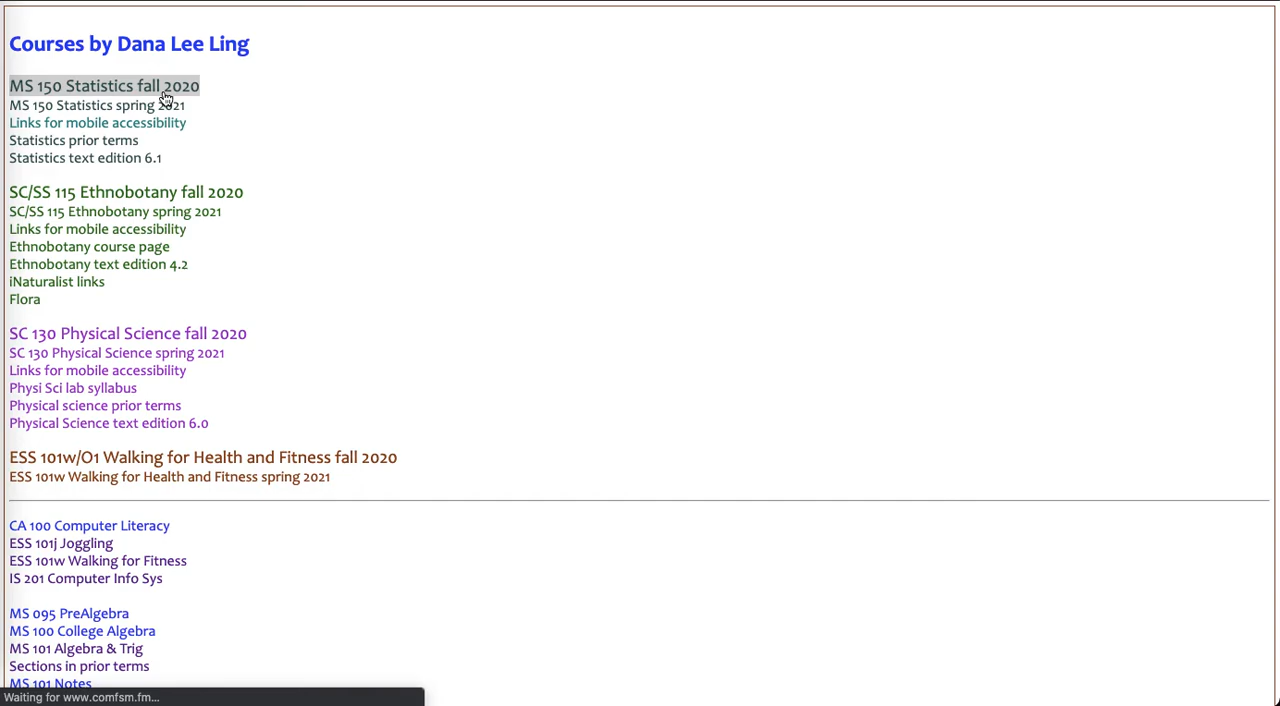 Courses by Dana Lee Ling
MS 150 Statistics fall 2020
MS 150 Statistics spring 2021
Links for mobile accessibility
Statistics prior terms
Statistics text edition 6.1
SC/SS 115 Ethnobotany fall 2020
SC/SS 115 Ethnobotany spring 2021
Links for mobile accessibility
Ethnobotany course page
Ethnobotany text edition 4.2
iNaturalist links
Flora
SC 130 Physical Science fall 2020
SC 130 Physical Science spring 2021
Links for mobile accessibility
Physi Sci lab syllabus
Physical science prior terms
Physical Science text edition 6.0
ESS 101w/O1 Walking for Health and Fitness fall 2020
ESS 101w Walking for Health and Fitness spring 2021
CA 100 Computer Literacy
ESS 101j Joggling
ESS 101w Walking for Fitness
IS 201 Computer Info Sys
MS 095 PreAlgebra
MS 100 College Algebra
MS 101 Algebra & Trig
Sections in prior terms
MS 101 Notes
Waiting for www.comfsm.fm...